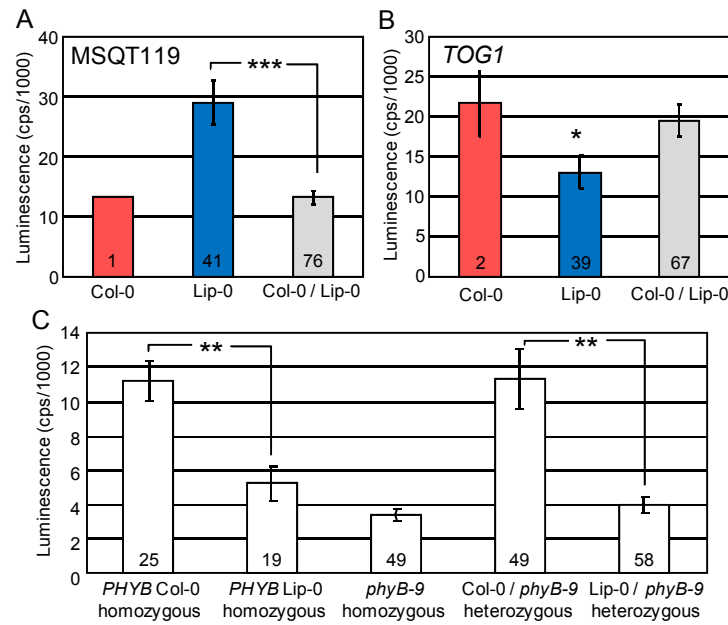 A
MSQT119
***
Luminescence (cps/1000)
40
30
20
10
0
1
41
76
Col-0
Lip-0
Col-0 / Lip-0
B
TOG1
*
Luminescence (cps/1000)
30
25
20
15
10
5
0
2
39
67
Col-0
Lip-0
Col-0 / Lip-0
C
**
**
Luminescence (cps/1000)
14
12
10
8
6
4
2
0
25
19
49
49
58
PHYB Col-0
homozygous
PHYB Lip-0
homozygous
phyB-9
homozygous
Col-0 / phyB-9
heterozygous
Lip-0 / phyB-9
heterozygous